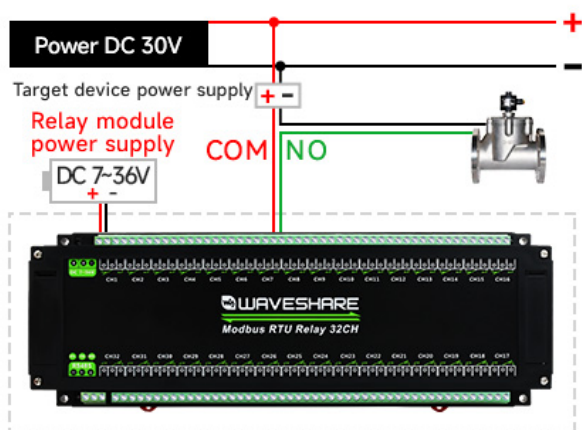 Power DC 30V
+
−
Target device power supply
+ −
Relay module
power supply
COM NO
DC 7~36V
+ -
CH1 CH2 CH3 CH4 CH5 CH6 CH7 CH8 CH9 CH10 CH11 CH12 CH13 CH14 CH15 CH16
WAVESHARE
Modbus RTU Relay 32CH
CH32 CH31 CH30 CH29 CH28 CH27 CH26 CH25 CH24 CH23 CH22 CH21 CH20 CH19 CH18 CH17
RS485